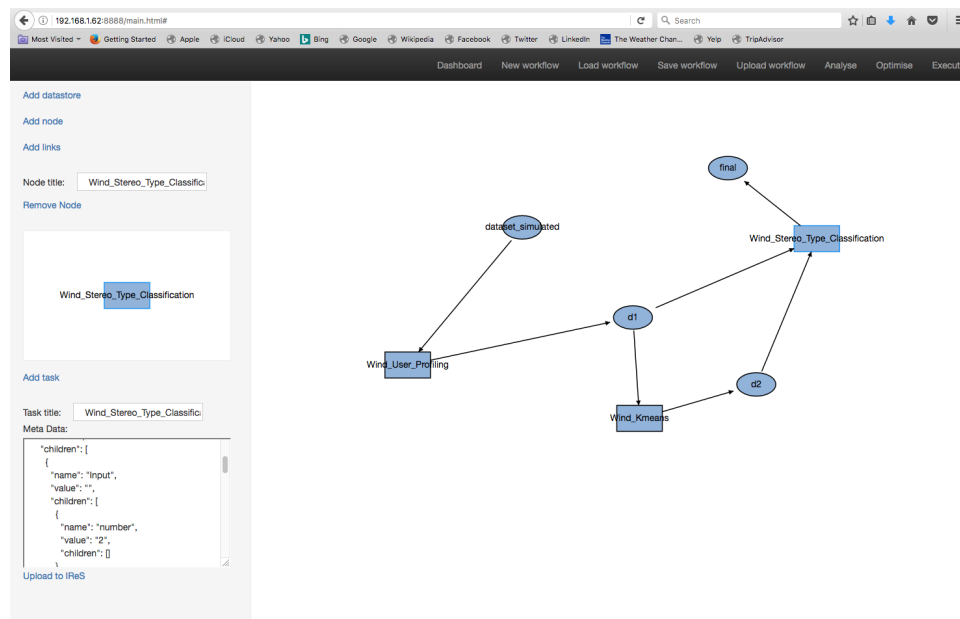 192.168.1.62:8888/main.html#
Search
Most Visited
Getting Started
Apple
iCloud
Yahoo
Bing
Google
Wikipedia
Facebook
Twitter
LinkedIn
The Weather Chan...
Yelp
TripAdvisor
Dashboard
New workflow
Load workflow
Save workflow
Upload workflow
Analyse
Optimise
Execut
Add datastore
Add node
Add links
Node title: Wind_Stereo_Type_Classific
Remove Node
Wind_Stereo_Type_Classification
Add task
Task title: Wind_Stereo_Type_Classific
Meta Data:
"children": [
{
"name": "Input",
"value": "",
"children": [
{
"name": "number",
"value": "2",
"children": []
}
Upload to IReS
final
dataset_simulated
Wind_Stereo_Type_Classification
d1
Wind_User_Profiling
d2
Wind_Kmeans